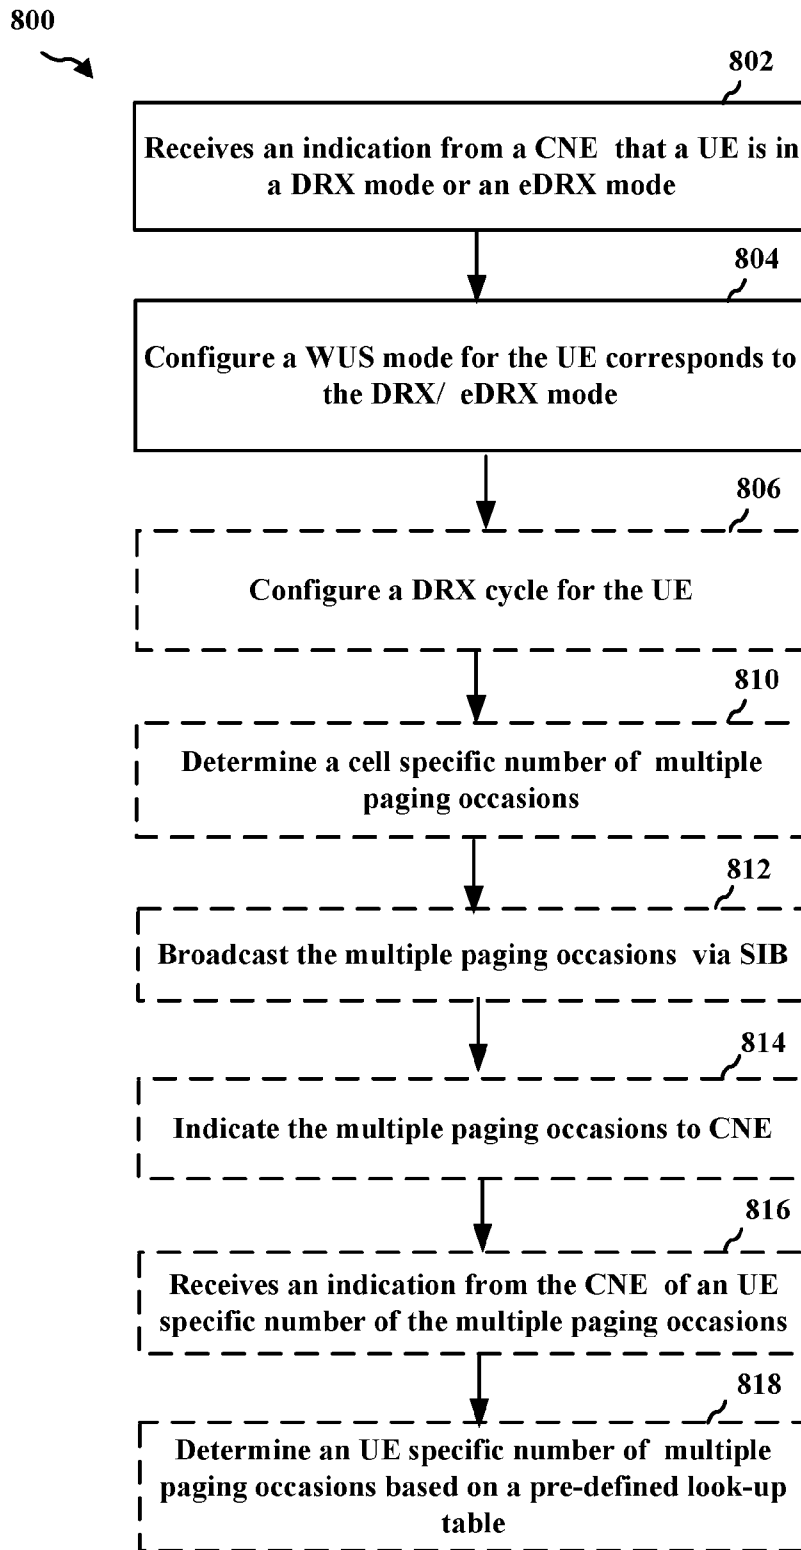 800
802
Receives an indication from a CNE that a UE is in
a DRX mode or an eDRX mode
804
Configure a WUS mode for the UE corresponds to
the DRX/ eDRX mode
806
Configure a DRX cycle for the UE
810
Determine a cell specific number of multiple
paging occasions
812
Broadcast the multiple paging occasions via SIB
814
Indicate the multiple paging occasions to CNE
816
Receives an indication from the CNE of an UE
specific number of the multiple paging occasions
818
Determine an UE specific number of multiple
paging occasions based on a pre-defined look-up
table